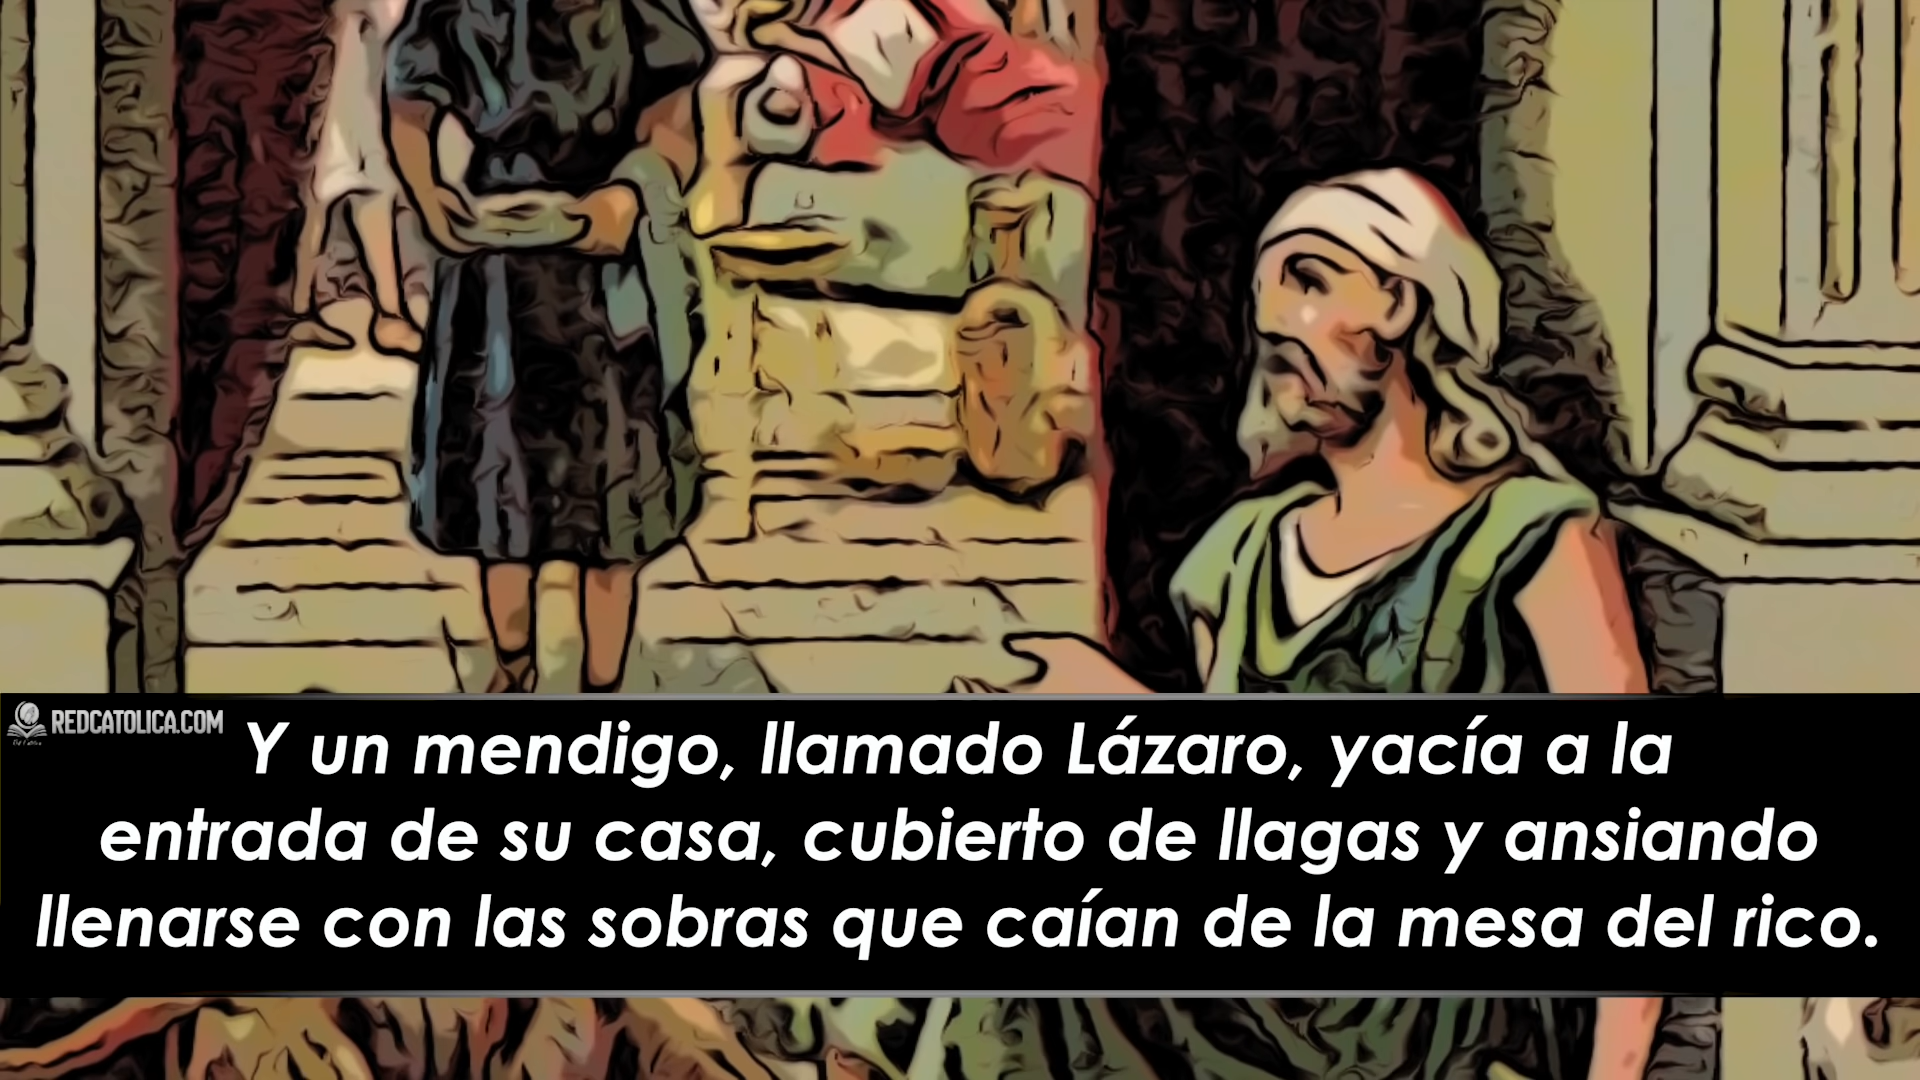 REDCATOLICA.COM
Y un mendigo, llamado Lázaro, yacía a la
entrada de su casa, cubierto de llagas y ansiando
llenarse con las sobras que caían de la mesa del rico.